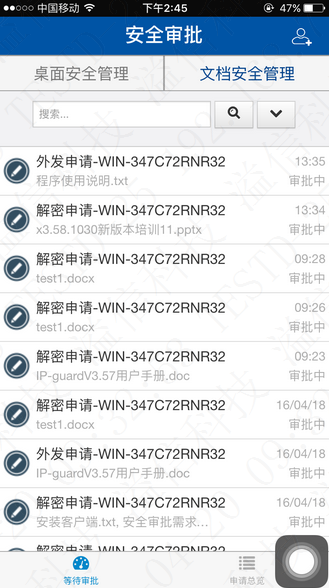 中国移动 下午2:45 47%
安全审批
桌面安全管理 文档安全管理
搜索...
外发申请-WIN-347C72RNR32 13:35
程序使用说明.txt 审批中
解密申请-WIN-347C72RNR32 13:34
x3.58.1030新版本培训11.pptx 审批中
解密申请-WIN-347C72RNR32 09:28
test1.docx 审批中
解密申请-WIN-347C72RNR32 09:26
test1.docx 审批中
解密申请-WIN-347C72RNR32 09:23
IP-guardV3.57用户手册.doc 审批中
解密申请-WIN-347C72RNR32 16/04/18
test1.docx 审批中
外发申请-WIN-347C72RNR32 16/04/18
IP-guardV3.57用户手册.doc 审批中
解密申请-WIN-347C72RNR32 16/04/18
安装客户端.txt, 安全审批需求... 审批中
解密申请-WIN-347C72RNR32
等待审批 申请总览